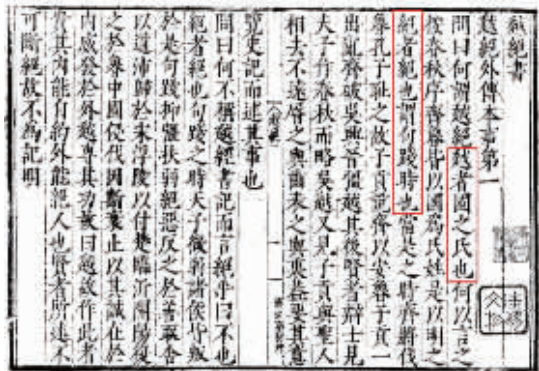 越絕書
越絕外傳本事第一
問曰何謂越絕越者國之氏也何以言之
按春秋序齊魯皆以國爲氏姓是以明之
絕者絕也謂句踐時也當是之時齊將伐
魯孔子恥之故子貢說齊以安魯子貢一
出亂齊破吳興晉彊越其後賢者辯士見
夫子作春秋而略吳越又見子貢與聖人
相去不遠脣之與齒表之與裏蓋要其意
覽史記而述其事也
問曰何不稱越經書記而言絕乎曰不也
絕者絕也句踐之時天子微弱諸侯皆叛
於是句踐抑彊扶弱絕惡反之於善取舍
以道沛歸於宋浮陵以付楚臨沂開陽復
之於魯中國侵伐因斯衰止以其誠在於
內威發於外越專其功故曰越故作此者
貴其內能自約外能絕人也賢者所述不
可斷絕故不爲記明